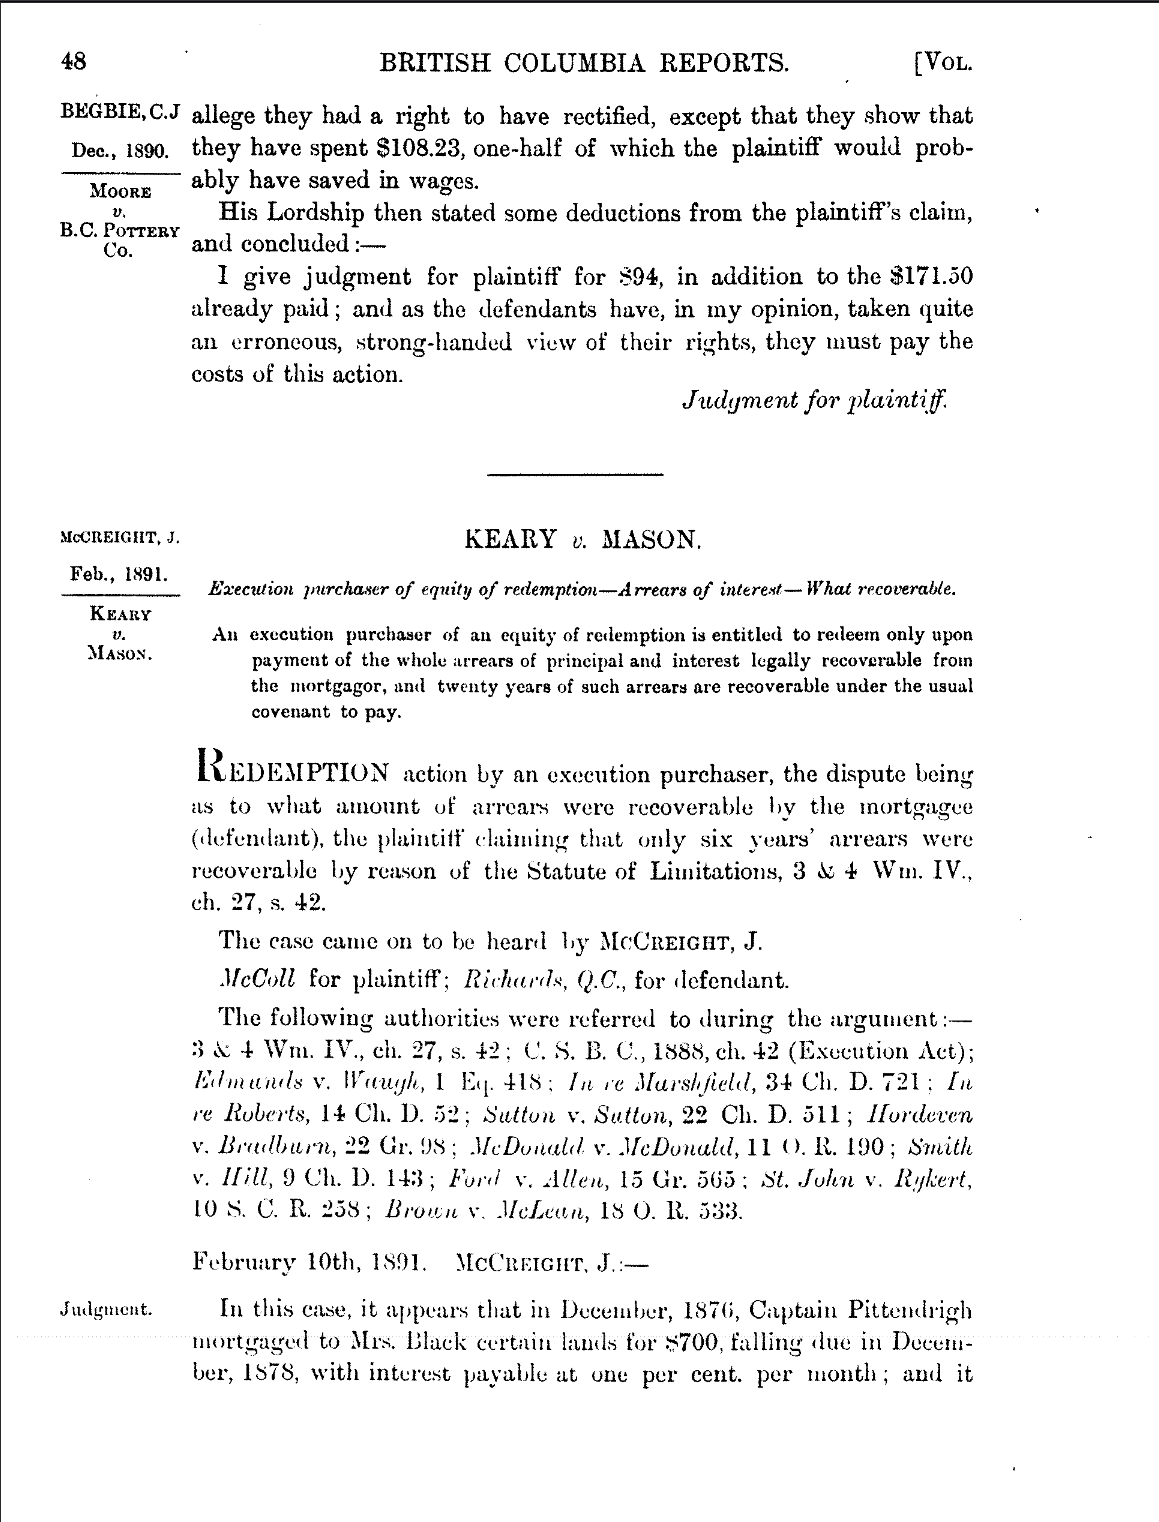 48 BRITISH COLUMBIA REPORTS. [VOL.
BEGBIE, C.J
Dec., 1890.
MOORE
v.
B.C. POTTERY
Co.
allege they had a right to have rectified, except that they show that
they have spent $108.23, one-half of which the plaintiff would prob-
ably have saved in wages.
His Lordship then stated some deductions from the plaintiff's claim,
and concluded:—
I give judgment for plaintiff for $94, in addition to the $171.50
already paid; and as the defendants have, in my opinion, taken quite
an erroneous, strong-handed view of their rights, they must pay the
costs of this action.
Judgment for plaintiff.
McCREIGHT, J.
Feb., 1891.
KEARY
v.
MASON.
KEARY v. MASON.
Execution purchaser of equity of redemption—Arrears of interest—What recoverable.
An execution purchaser of an equity of redemption is entitled to redeem only upon
payment of the whole arrears of principal and interest legally recoverable from
the mortgagor, and twenty years of such arrears are recoverable under the usual
covenant to pay.
REDEMPTION action by an execution purchaser, the dispute being
as to what amount of arrears were recoverable by the mortgagee
(defendant), the plaintiff claiming that only six years' arrears were
recoverable by reason of the Statute of Limitations, 3 & 4 Wm. IV.,
ch. 27, s. 42.
The case came on to be heard by McCREIGHT, J.
McColl for plaintiff; Richards, Q.C., for defendant.
The following authorities were referred to during the argument:—
3 & 4 Wm. IV., ch. 27, s. 42; C. S. B. C., 1888, ch. 42 (Execution Act);
Edmunds v. Waugh, 1 Eq. 418; In re Marshfield, 34 Ch. D. 721; In
re Roberts, 14 Ch. D. 52; Sutton v. Sutton, 22 Ch. D. 511; Hordeven
v. Bradburn, 22 Gr. 98; McDonald v. McDonald, 11 O. R. 190; Smith
v. Hill, 9 Ch. D. 143; Ford v. Allen, 15 Gr. 565; St. John v. Rykert,
10 S. C. R. 258; Brown v. McLean, 18 O. R. 533.
February 10th, 1891. McCREIGHT, J.:—
Judgment.
In this case, it appears that in December, 1876, Captain Pittendrigh
mortgaged to Mrs. Black certain lands for $700, falling due in Decem-
ber, 1878, with interest payable at one per cent. per month; and it